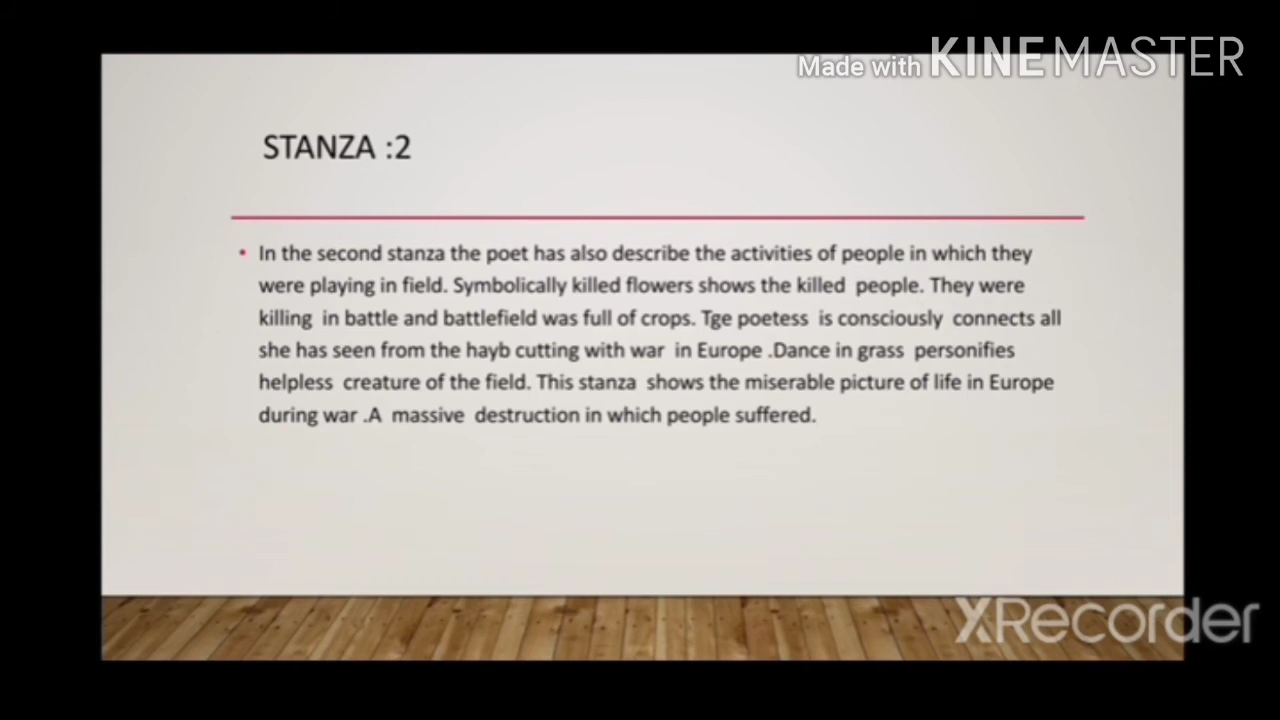 Made with KINEMASTER
STANZA :2
• In the second stanza the poet has also describe the activities of people in which they
were playing in field. Symbolically killed flowers shows the killed people. They were
killing in battle and battlefield was full of crops. Tge poetess is consciously connects all
she has seen from the hayb cutting with war in Europe .Dance in grass personifies
helpless creature of the field. This stanza shows the miserable picture of life in Europe
during war .A massive destruction in which people suffered.
XRecorder